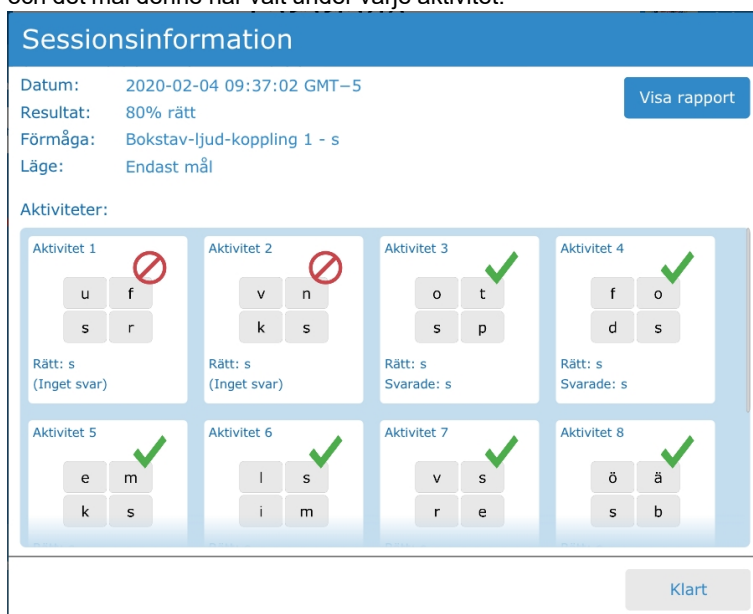 Sessionsinformation
Datum: 2020-02-04 09:37:02 GMT−5
Visa rapport
Resultat: 80% rätt
Förmåga: Bokstav-ljud-koppling 1 - s
Läge: Endast mål
Aktiviteter:
Aktivitet 1
u f
s r
Rätt: s
(Inget svar)
Aktivitet 2
v n
k s
Rätt: s
(Inget svar)
Aktivitet 3
o t
s p
Rätt: s
Svarade: s
Aktivitet 4
f o
d s
Rätt: s
Svarade: s
Aktivitet 5
e m
k s
Aktivitet 6
l s
i m
Aktivitet 7
v s
r e
Aktivitet 8
ö ä
s b
Klart